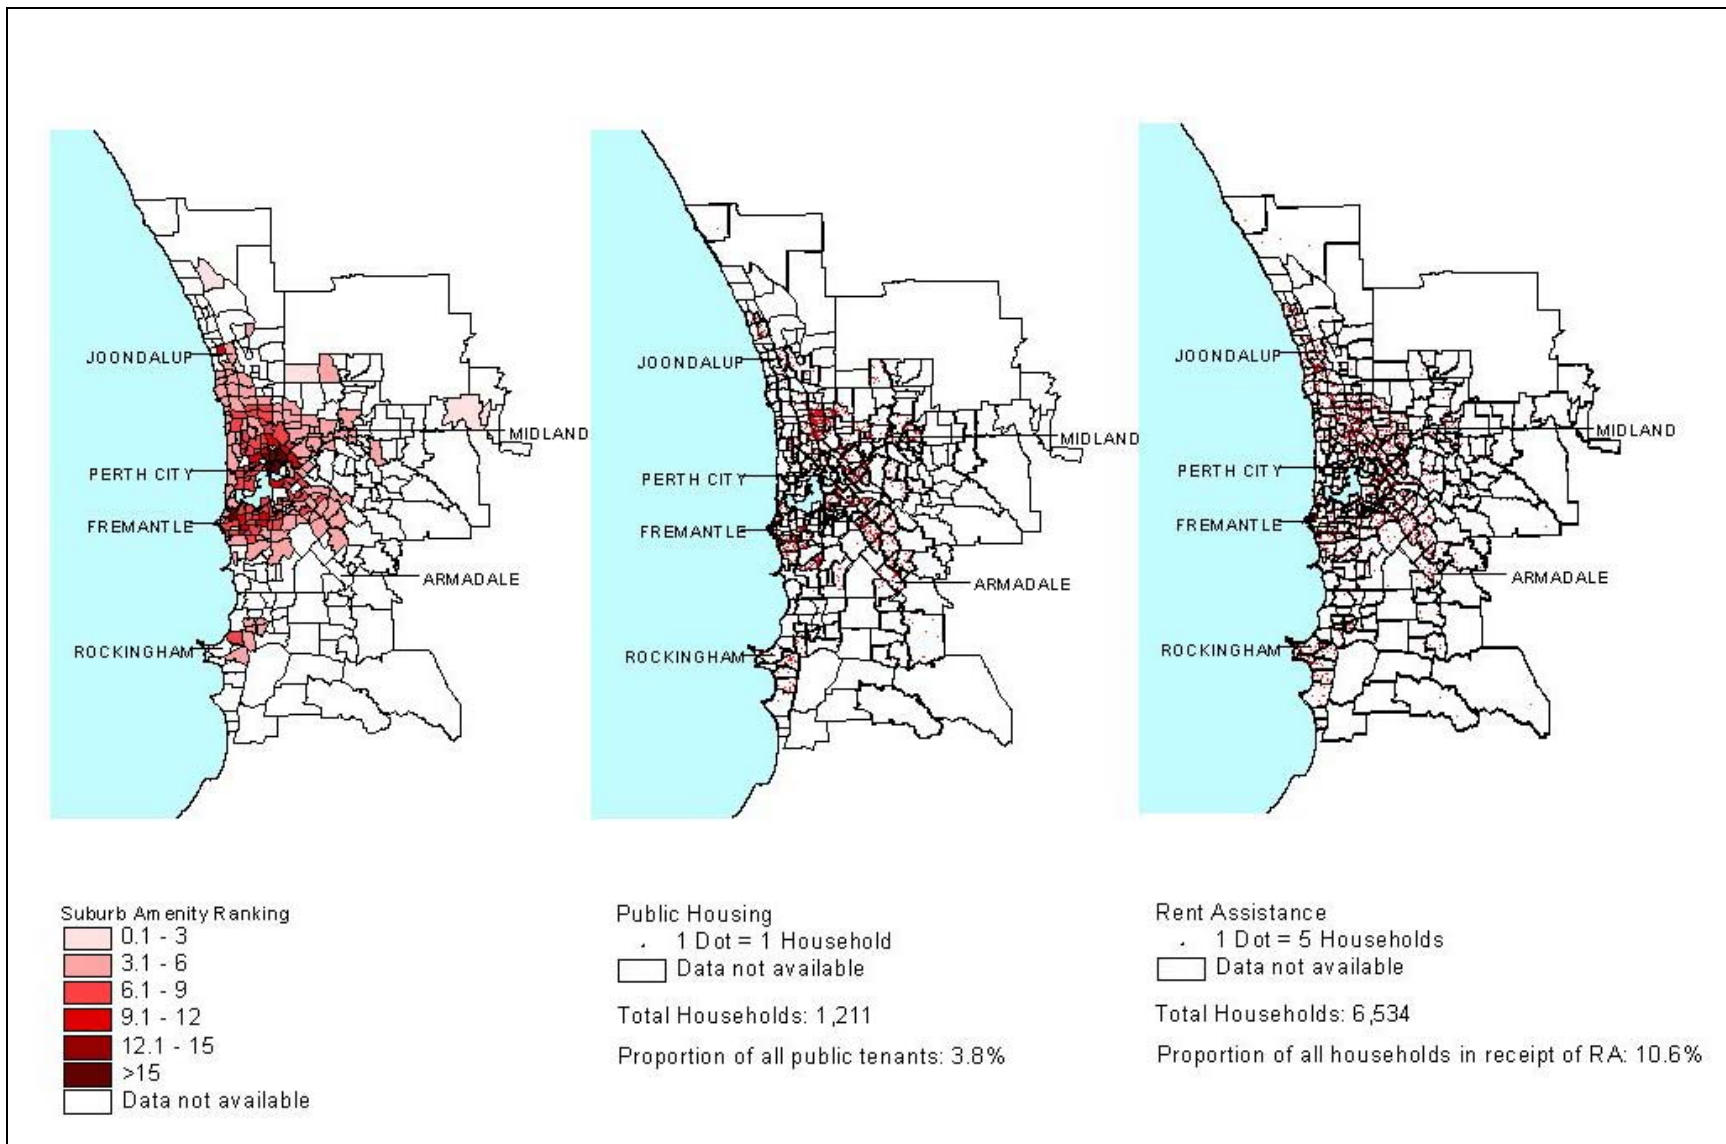 JOONDALUP
MIDLAND
PERTH CITY
FREMANTLE
ARMADALE
ROCKINGHAM
JOONDALUP
MIDLAND
PERTH CITY
FREMANTLE
ARMADALE
ROCKINGHAM
JOONDALUP
MIDLAND
PERTH CITY
FREMANTLE
ARMADALE
ROCKINGHAM
Suburb Amenity Ranking
0.1 - 3
3.1 - 6
6.1 - 9
9.1 - 12
12.1 - 15
>15
Data not available
Public Housing
1 Dot = 1 Household
Data not available
Total Households: 1,211
Proportion of all public tenants: 3.8%
Rent Assistance
1 Dot = 5 Households
Data not available
Total Households: 6,534
Proportion of all households in receipt of RA: 10.6%